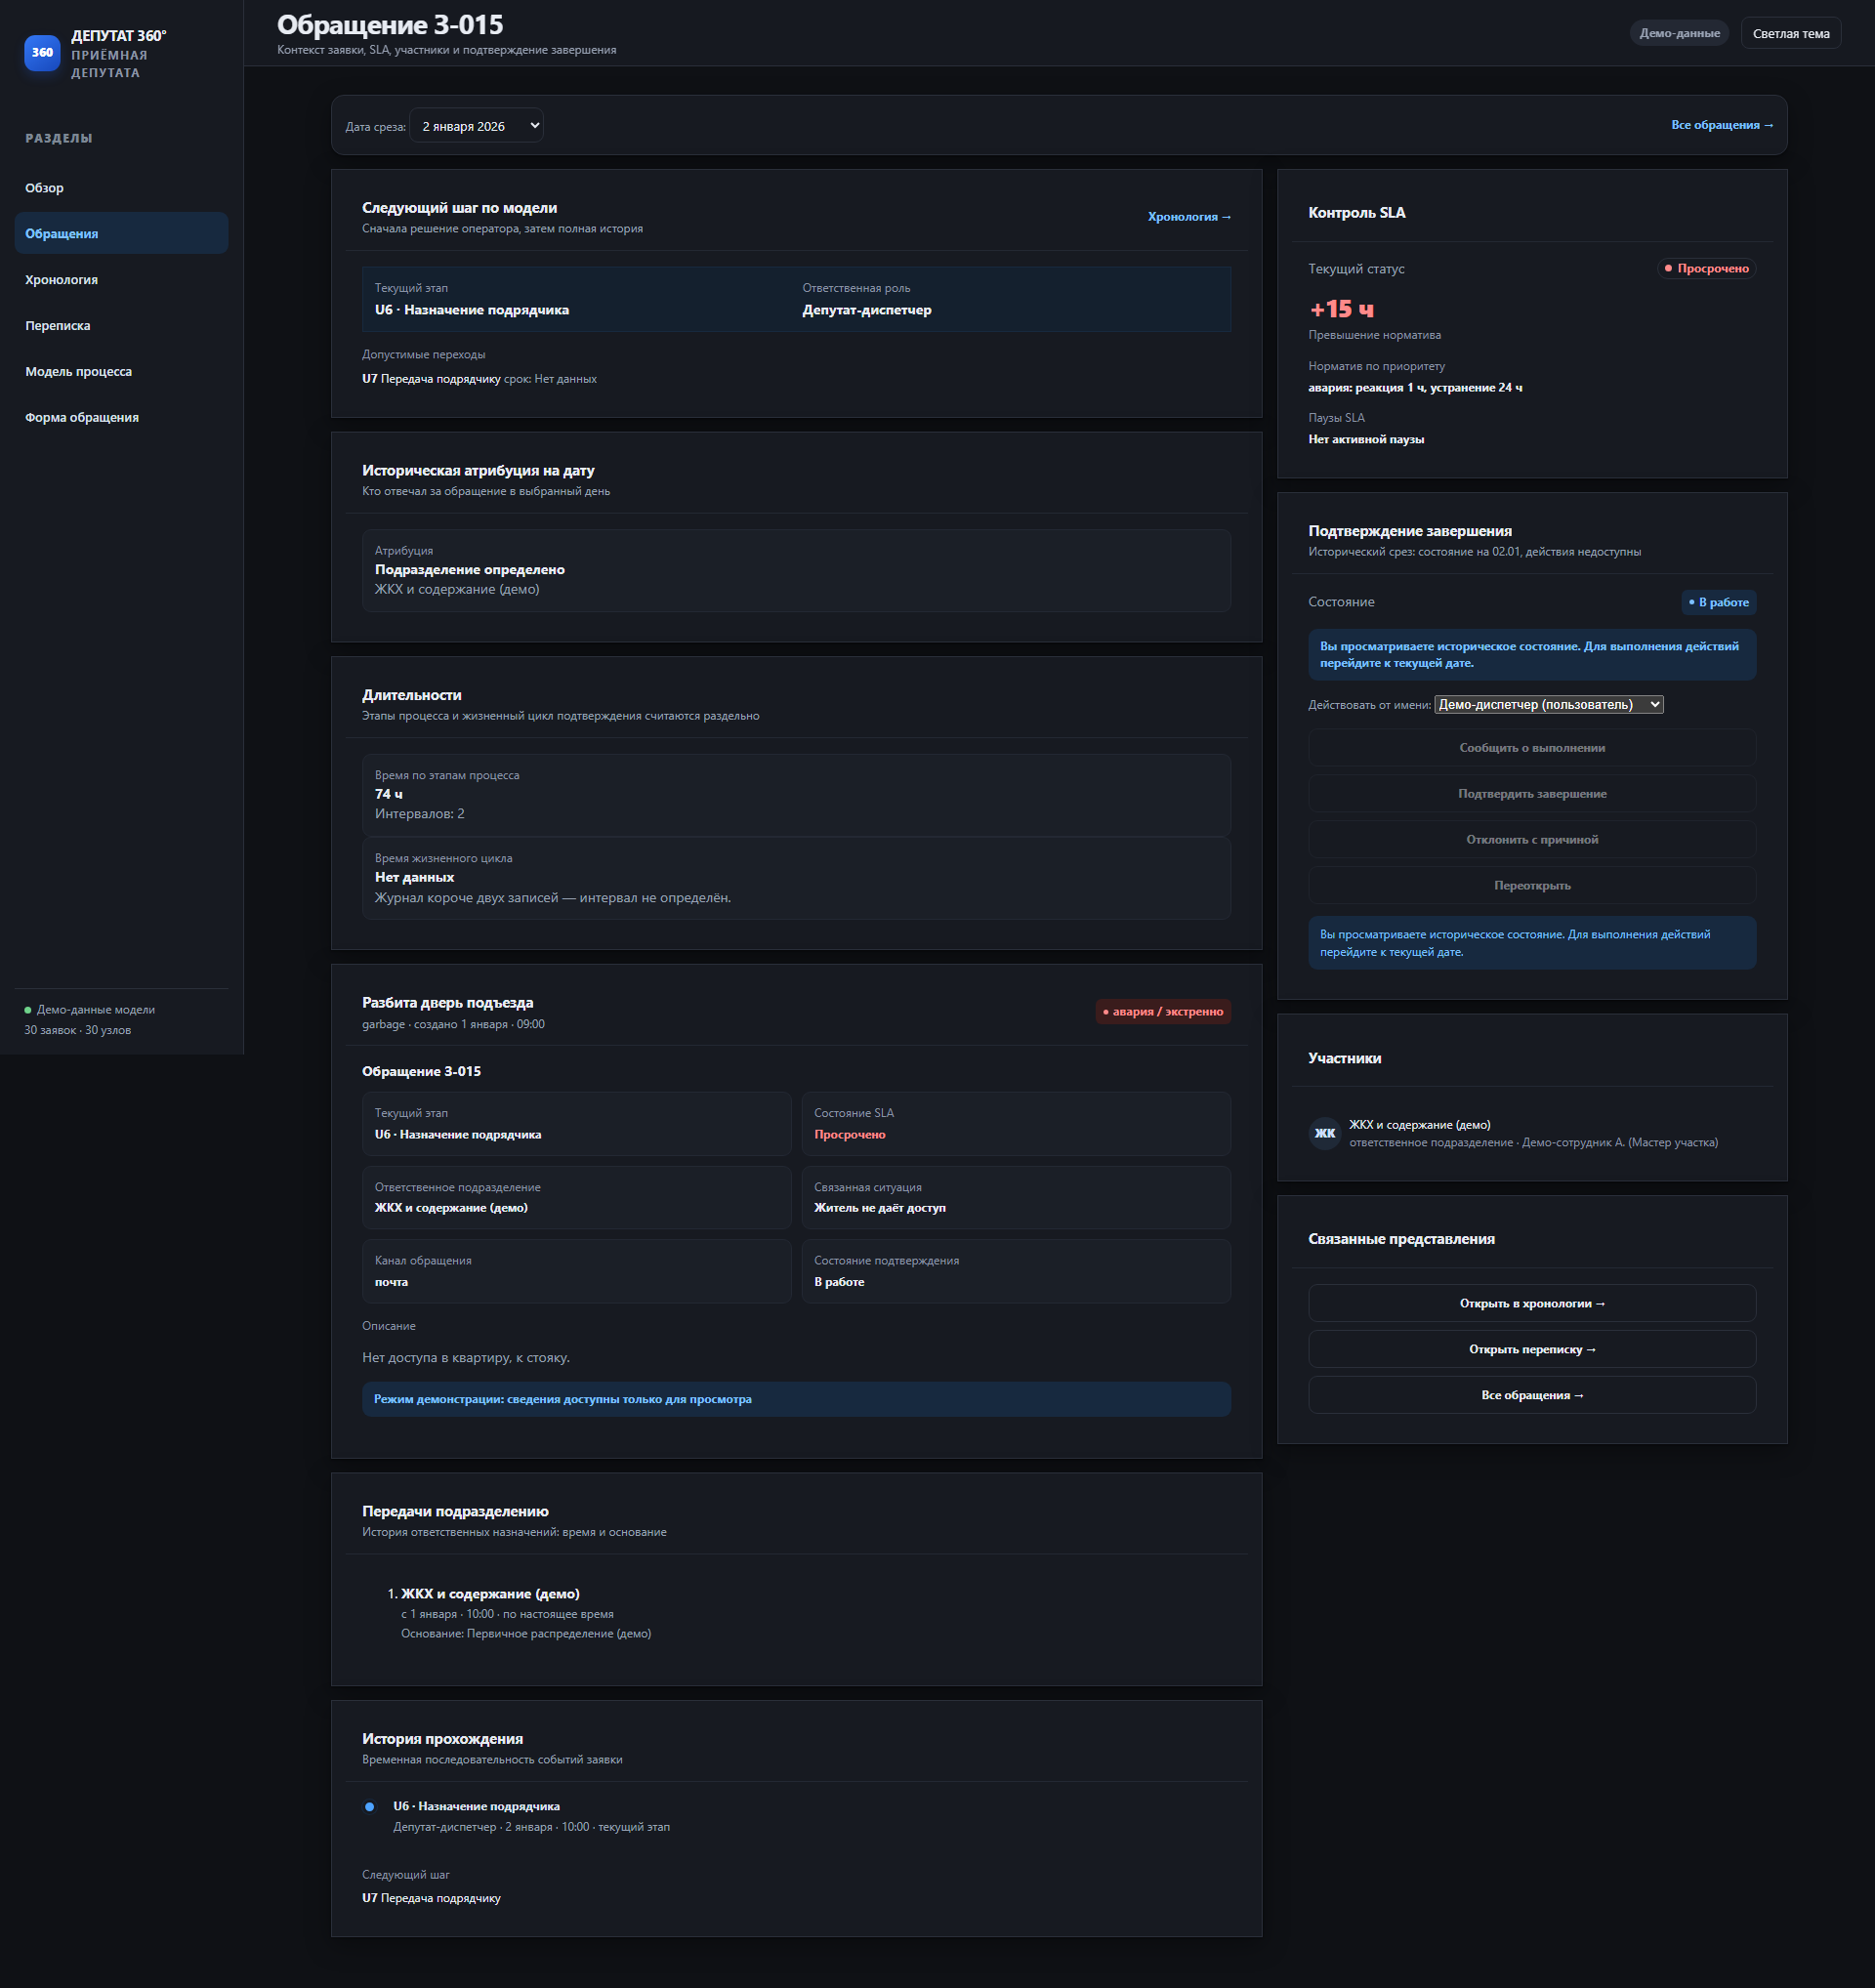 360
ДЕПУТАТ 360°
ПРИЁМНАЯ
ДЕПУТАТА
РАЗДЕЛЫ
Обзор
Обращения
Хронология
Переписка
Модель процесса
Форма обращения
Демо-данные модели
30 заявок · 30 узлов
Обращение 3-015
Контекст заявки, SLA, участники и подтверждение завершения
Демо-данные
Светлая тема
Дата среза: 2 января 2026
Все обращения →
Следующий шаг по модели
Сначала решение оператора, затем полная история
Хронология →
Текущий этап
U6 · Назначение подрядчика
Ответственная роль
Депутат-диспетчер
Допустимые переходы
U7 Передача подрядчику срок: Нет данных
Историческая атрибуция на дату
Кто отвечал за обращение в выбранный день
Атрибуция
Подразделение определено
ЖКХ и содержание (демо)
Длительности
Этапы процесса и жизненный цикл подтверждения считаются раздельно
Время по этапам процесса
74 ч
Интервалов: 2
Время жизненного цикла
Нет данных
Журнал короче двух записей — интервал не определён.
Разбита дверь подъезда
garbage · создано 1 января · 09:00
авария / экстренно
Обращение 3-015
Текущий этап
U6 · Назначение подрядчика
Состояние SLA
Просрочено
Ответственное подразделение
ЖКХ и содержание (демо)
Связанная ситуация
Житель не даёт доступ
Канал обращения
почта
Состояние подтверждения
В работе
Описание
Нет доступа в квартиру, к стояку.
Режим демонстрации: сведения доступны только для просмотра
Передачи подразделению
История ответственных назначений: время и основание
1. ЖКХ и содержание (демо)
с 1 января · 10:00 · по настоящее время
Основание: Первичное распределение (демо)
История прохождения
Временная последовательность событий заявки
U6 · Назначение подрядчика
Депутат-диспетчер · 2 января · 10:00 · текущий этап
Следующий шаг
U7 Передача подрядчику
Контроль SLA
Текущий статус
Просрочено
+15 ч
Превышение норматива
Норматив по приоритету
авария: реакция 1 ч, устранение 24 ч
Паузы SLA
Нет активной паузы
Подтверждение завершения
Исторический срез: состояние на 02.01, действия недоступны
Состояние
В работе
Вы просматриваете историческое состояние. Для выполнения действий
перейдите к текущей дате.
Действовать от имени: Демо-диспетчер (пользователь)
Сообщить о выполнении
Подтвердить завершение
Отклонить с причиной
Переоткрыть
Вы просматриваете историческое состояние. Для выполнения действий
перейдите к текущей дате.
Участники
ЖК
ЖКХ и содержание (демо)
ответственное подразделение · Демо-сотрудник А. (Мастер участка)
Связанные представления
Открыть в хронологии →
Открыть переписку →
Все обращения →